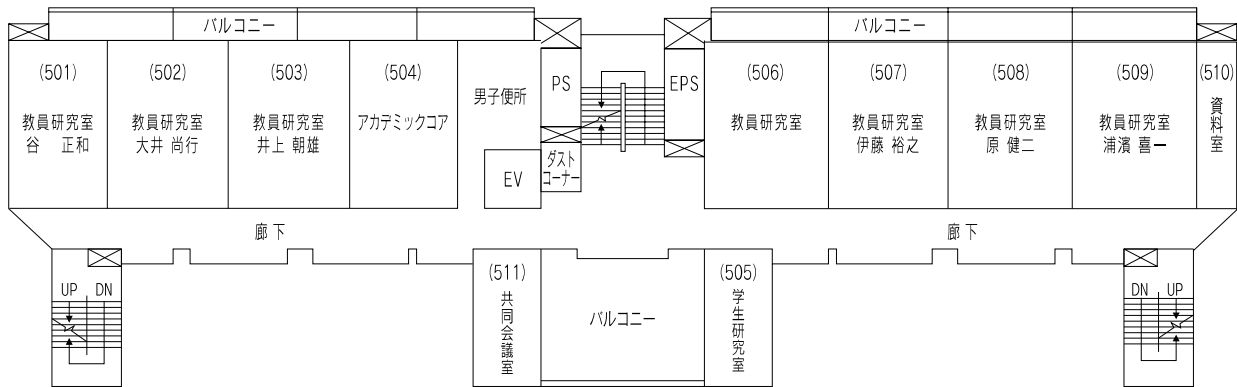 バルコニー
バルコニー
(501)
教員研究室
谷 正和
(502)
教員研究室
大井 尚行
(503)
教員研究室
井上 朝雄
(504)
アカデミックコア
男子便所
EV
PS
ダスト
コーナー
EPS
(506)
教員研究室
(507)
教員研究室
伊藤 裕之
(508)
教員研究室
原 健二
(509)
教員研究室
浦濱 喜一
(510)
資料室
廊下
廊下
UP DN
(511)
共同会議室
バルコニー
(505)
学生研究室
DN UP